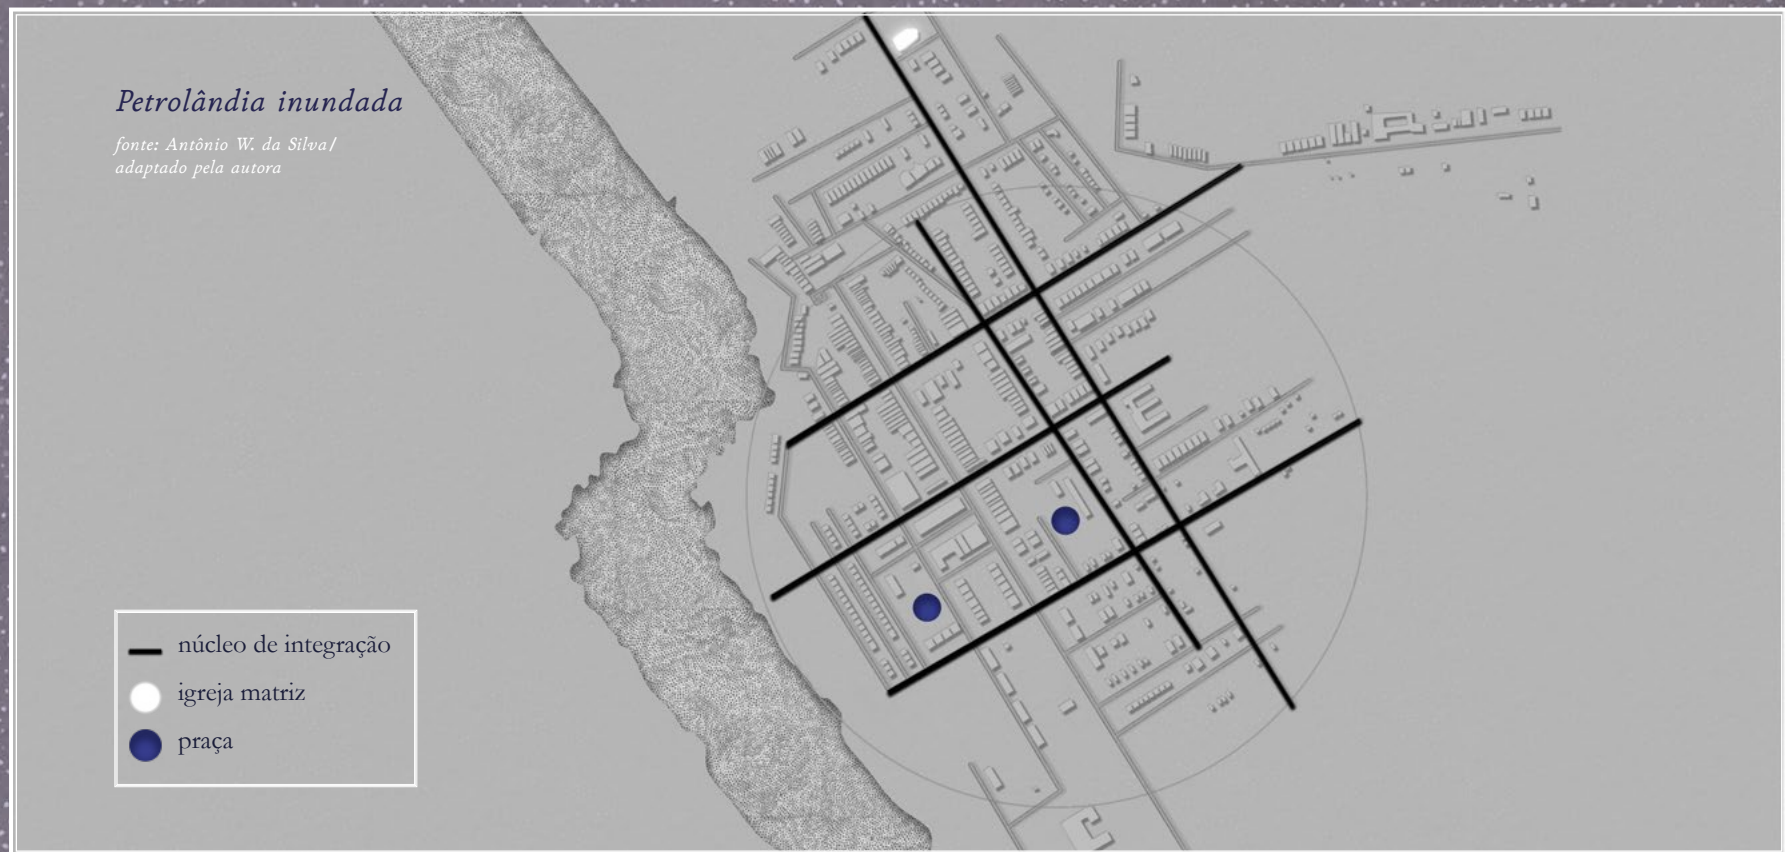 Petrolândia inundada
fonte: Antônio W. da Silva/
adaptado pela autora
núcleo de integração
igreja matriz
praça